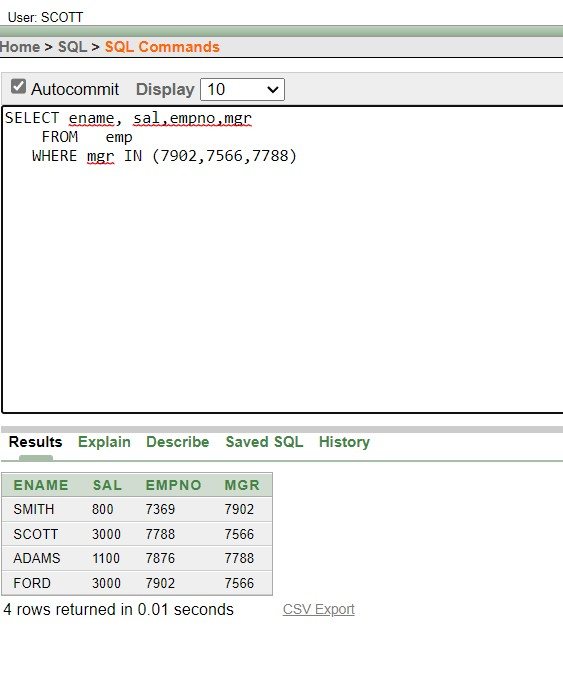 User: SCOTT
Home > SQL > SQL Commands
Autocommit Display 10
SELECT ename, sal,empno,mgr
FROM emp
WHERE mgr IN (7902,7566,7788)
Results Explain Describe Saved SQL History
ENAME SAL EMPNO MGR
SMITH 800 7369 7902
SCOTT 3000 7788 7566
ADAMS 1100 7876 7788
FORD 3000 7902 7566
4 rows returned in 0.01 seconds CSV Export